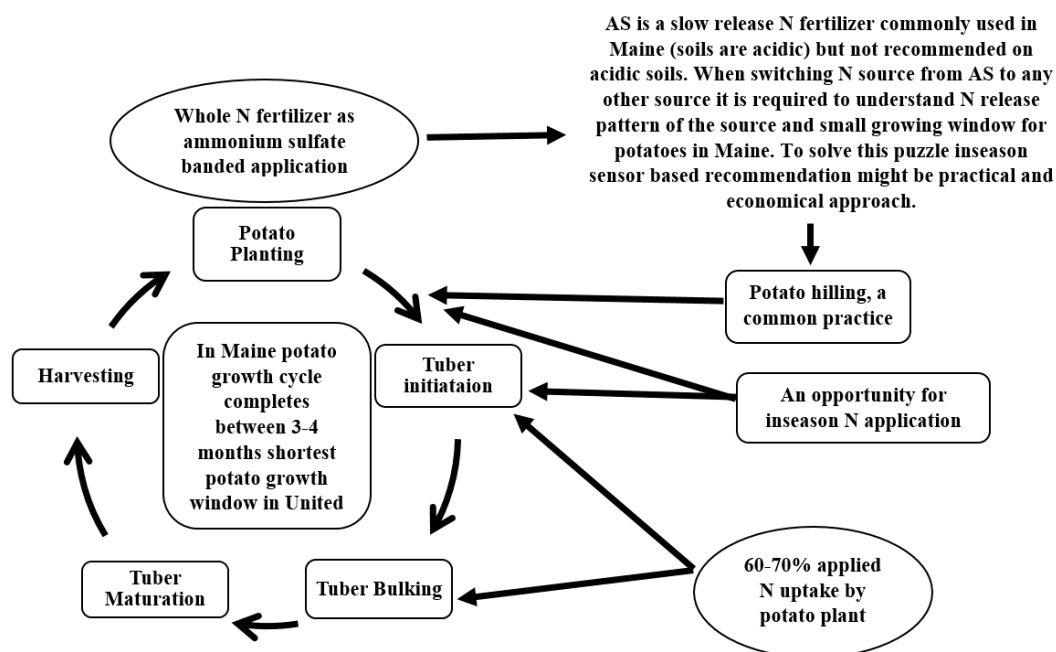 AS is a slow release N fertilizer commonly used in
Maine (soils are acidic) but not recommended on
acidic soils. When switching N source from AS to any
other source it is required to understand N release
pattern of the source and small growing window for
potatoes in Maine. To solve this puzzle inseason
sensor based recommendation might be practical and
economical approach.
Whole N fertilizer as
ammonium sulfate
banded application
Potato
Planting
Potato hilling, a
common practice
Tuber
initiataion
An opportunity for
inseason N application
Harvesting
In Maine potato
growth cycle
completes
between 3-4
months shortest
potato growth
window in United
60-70% applied
N uptake by
potato plant
Tuber Bulking
Tuber
Maturation